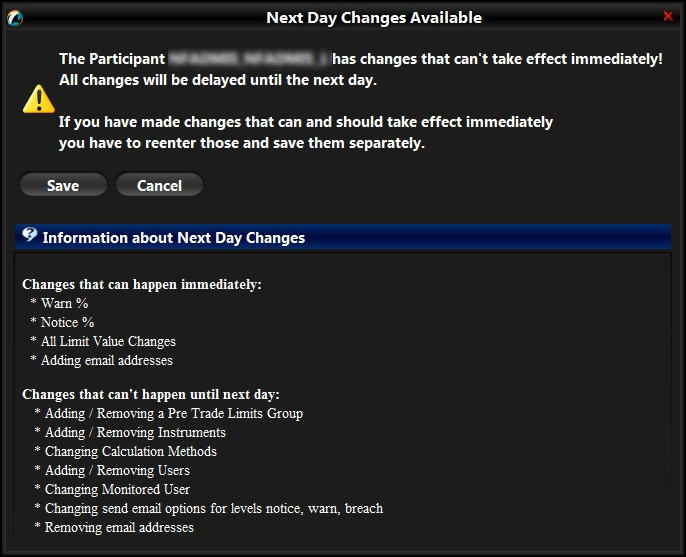 Next Day Changes Available
The Participant has changes that can't take effect immediately!
All changes will be delayed until the next day.
If you have made changes that can and should take effect immediately
you have to reenter those and save them separately.
Save Cancel
Information about Next Day Changes
Changes that can happen immediately:
* Warn %
* Notice %
* All Limit Value Changes
* Adding email addresses
Changes that can't happen until next day:
* Adding / Removing a Pre Trade Limits Group
* Adding / Removing Instruments
* Changing Calculation Methods
* Adding / Removing Users
* Changing Monitored User
* Changing send email options for levels notice, warn, breach
* Removing email addresses